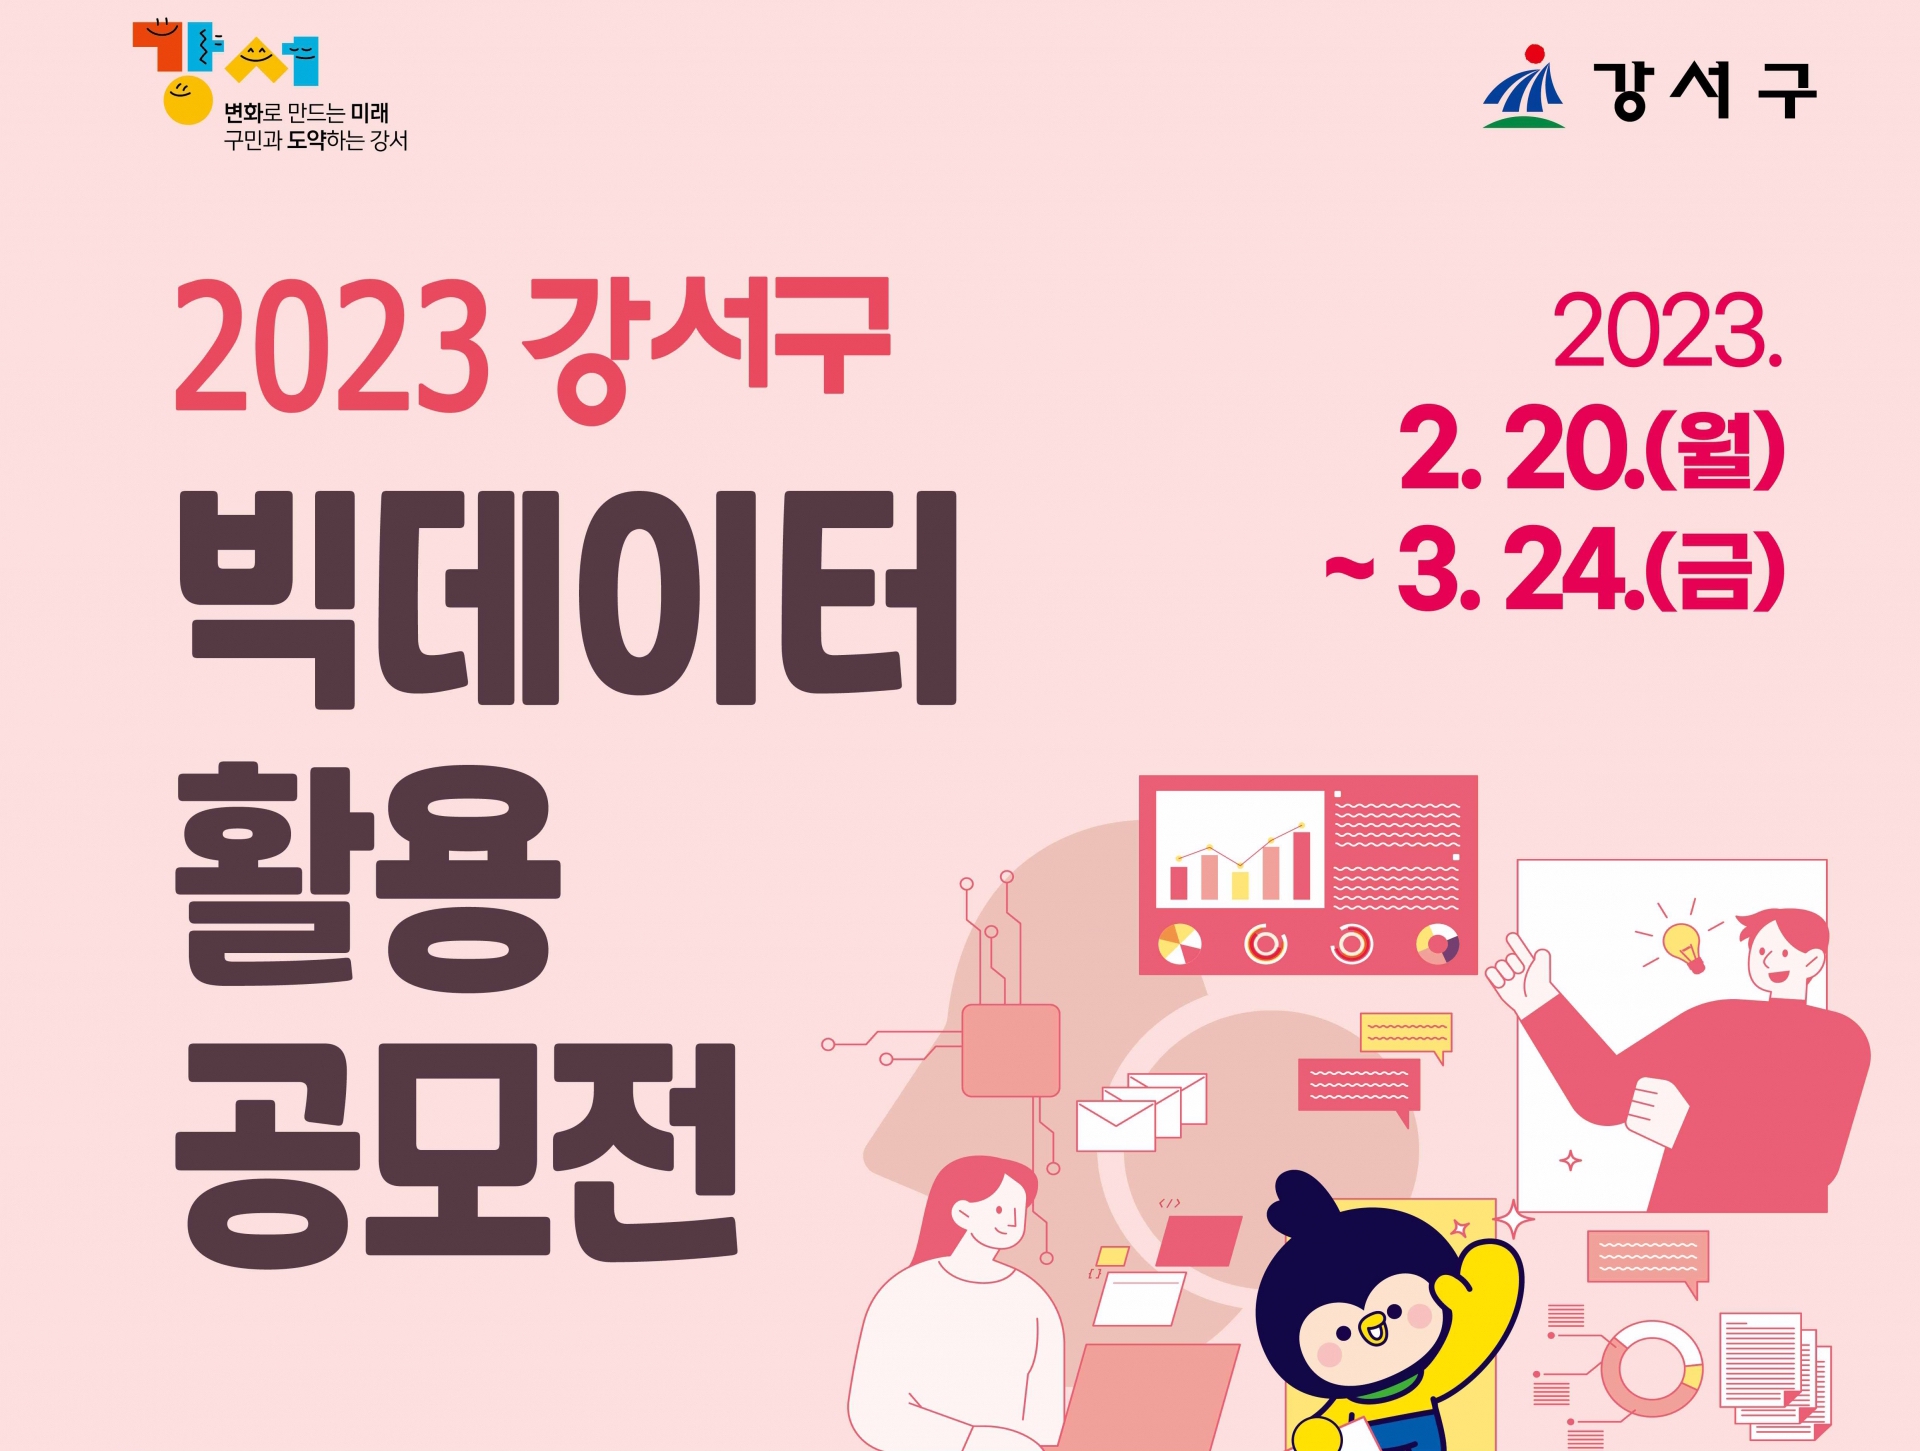 강서
변화로 만드는 미래
구민과 도약하는 강서
강서구
2023 강서구
빅데이터
활용
공모전
2023.
2. 20.(월)
~ 3. 24.(금)
</>
{}